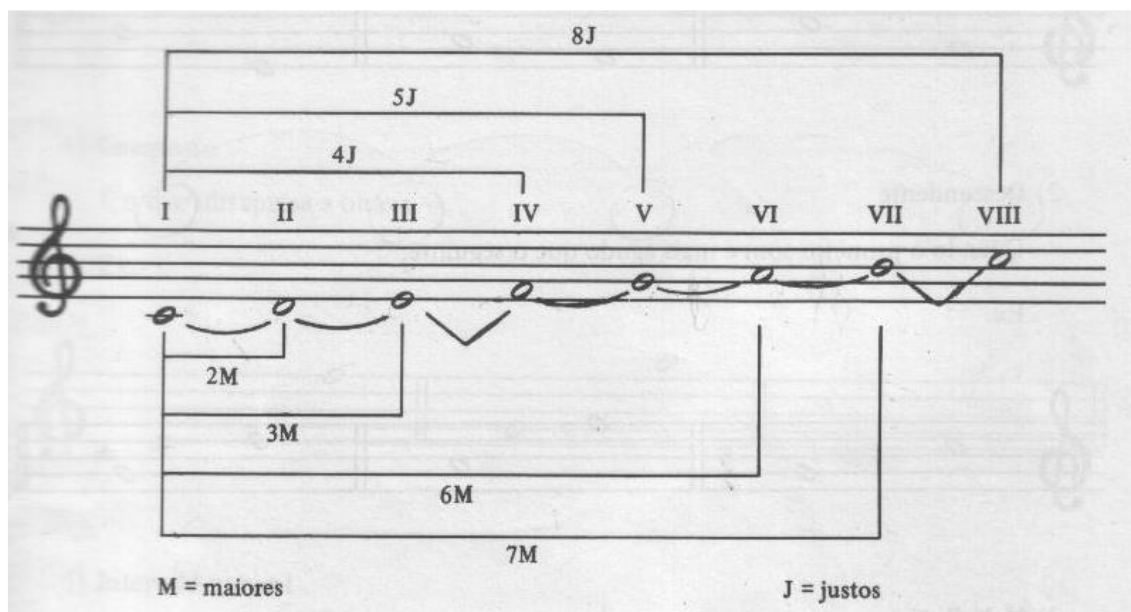 8J
5J
4J
I II III IV V VI VII VIII
2M
3M
6M
7M
M = maiores J = justos